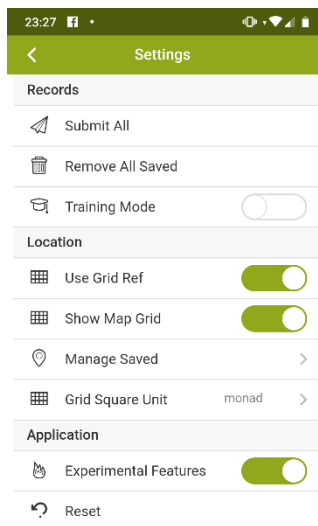 23:27
Settings
Records
Submit All
Remove All Saved
Training Mode
Location
Use Grid Ref
Show Map Grid
Manage Saved
Grid Square Unit monad
Application
Experimental Features
Reset